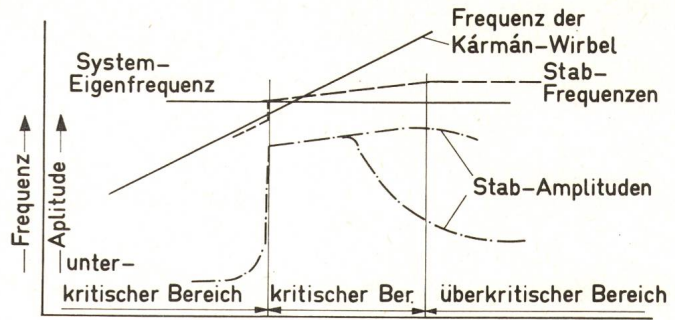 Frequenz der
Kármán-Wirbel
System-
Eigenfrequenz
Stab-
Frequenzen
Stab-Amplituden
Frequenz
Aplitude
unter-
kritischer Bereich
kritischer Ber.
überkritischer Bereich